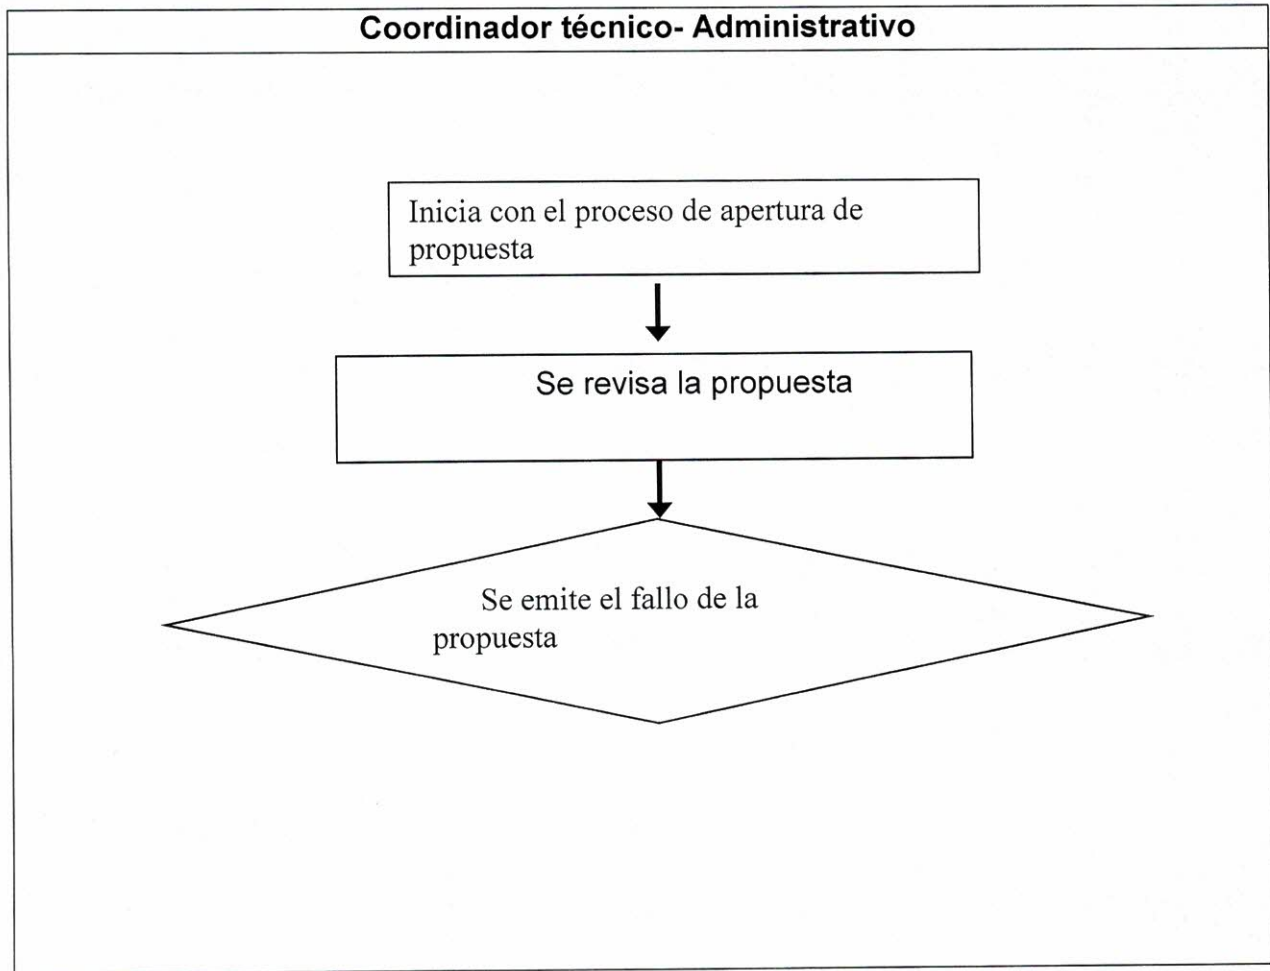 Coordinador técnico- Administrativo
Inicia con el proceso de apertura de
propuesta
Se revisa la propuesta
Se emite el fallo de la
propuesta